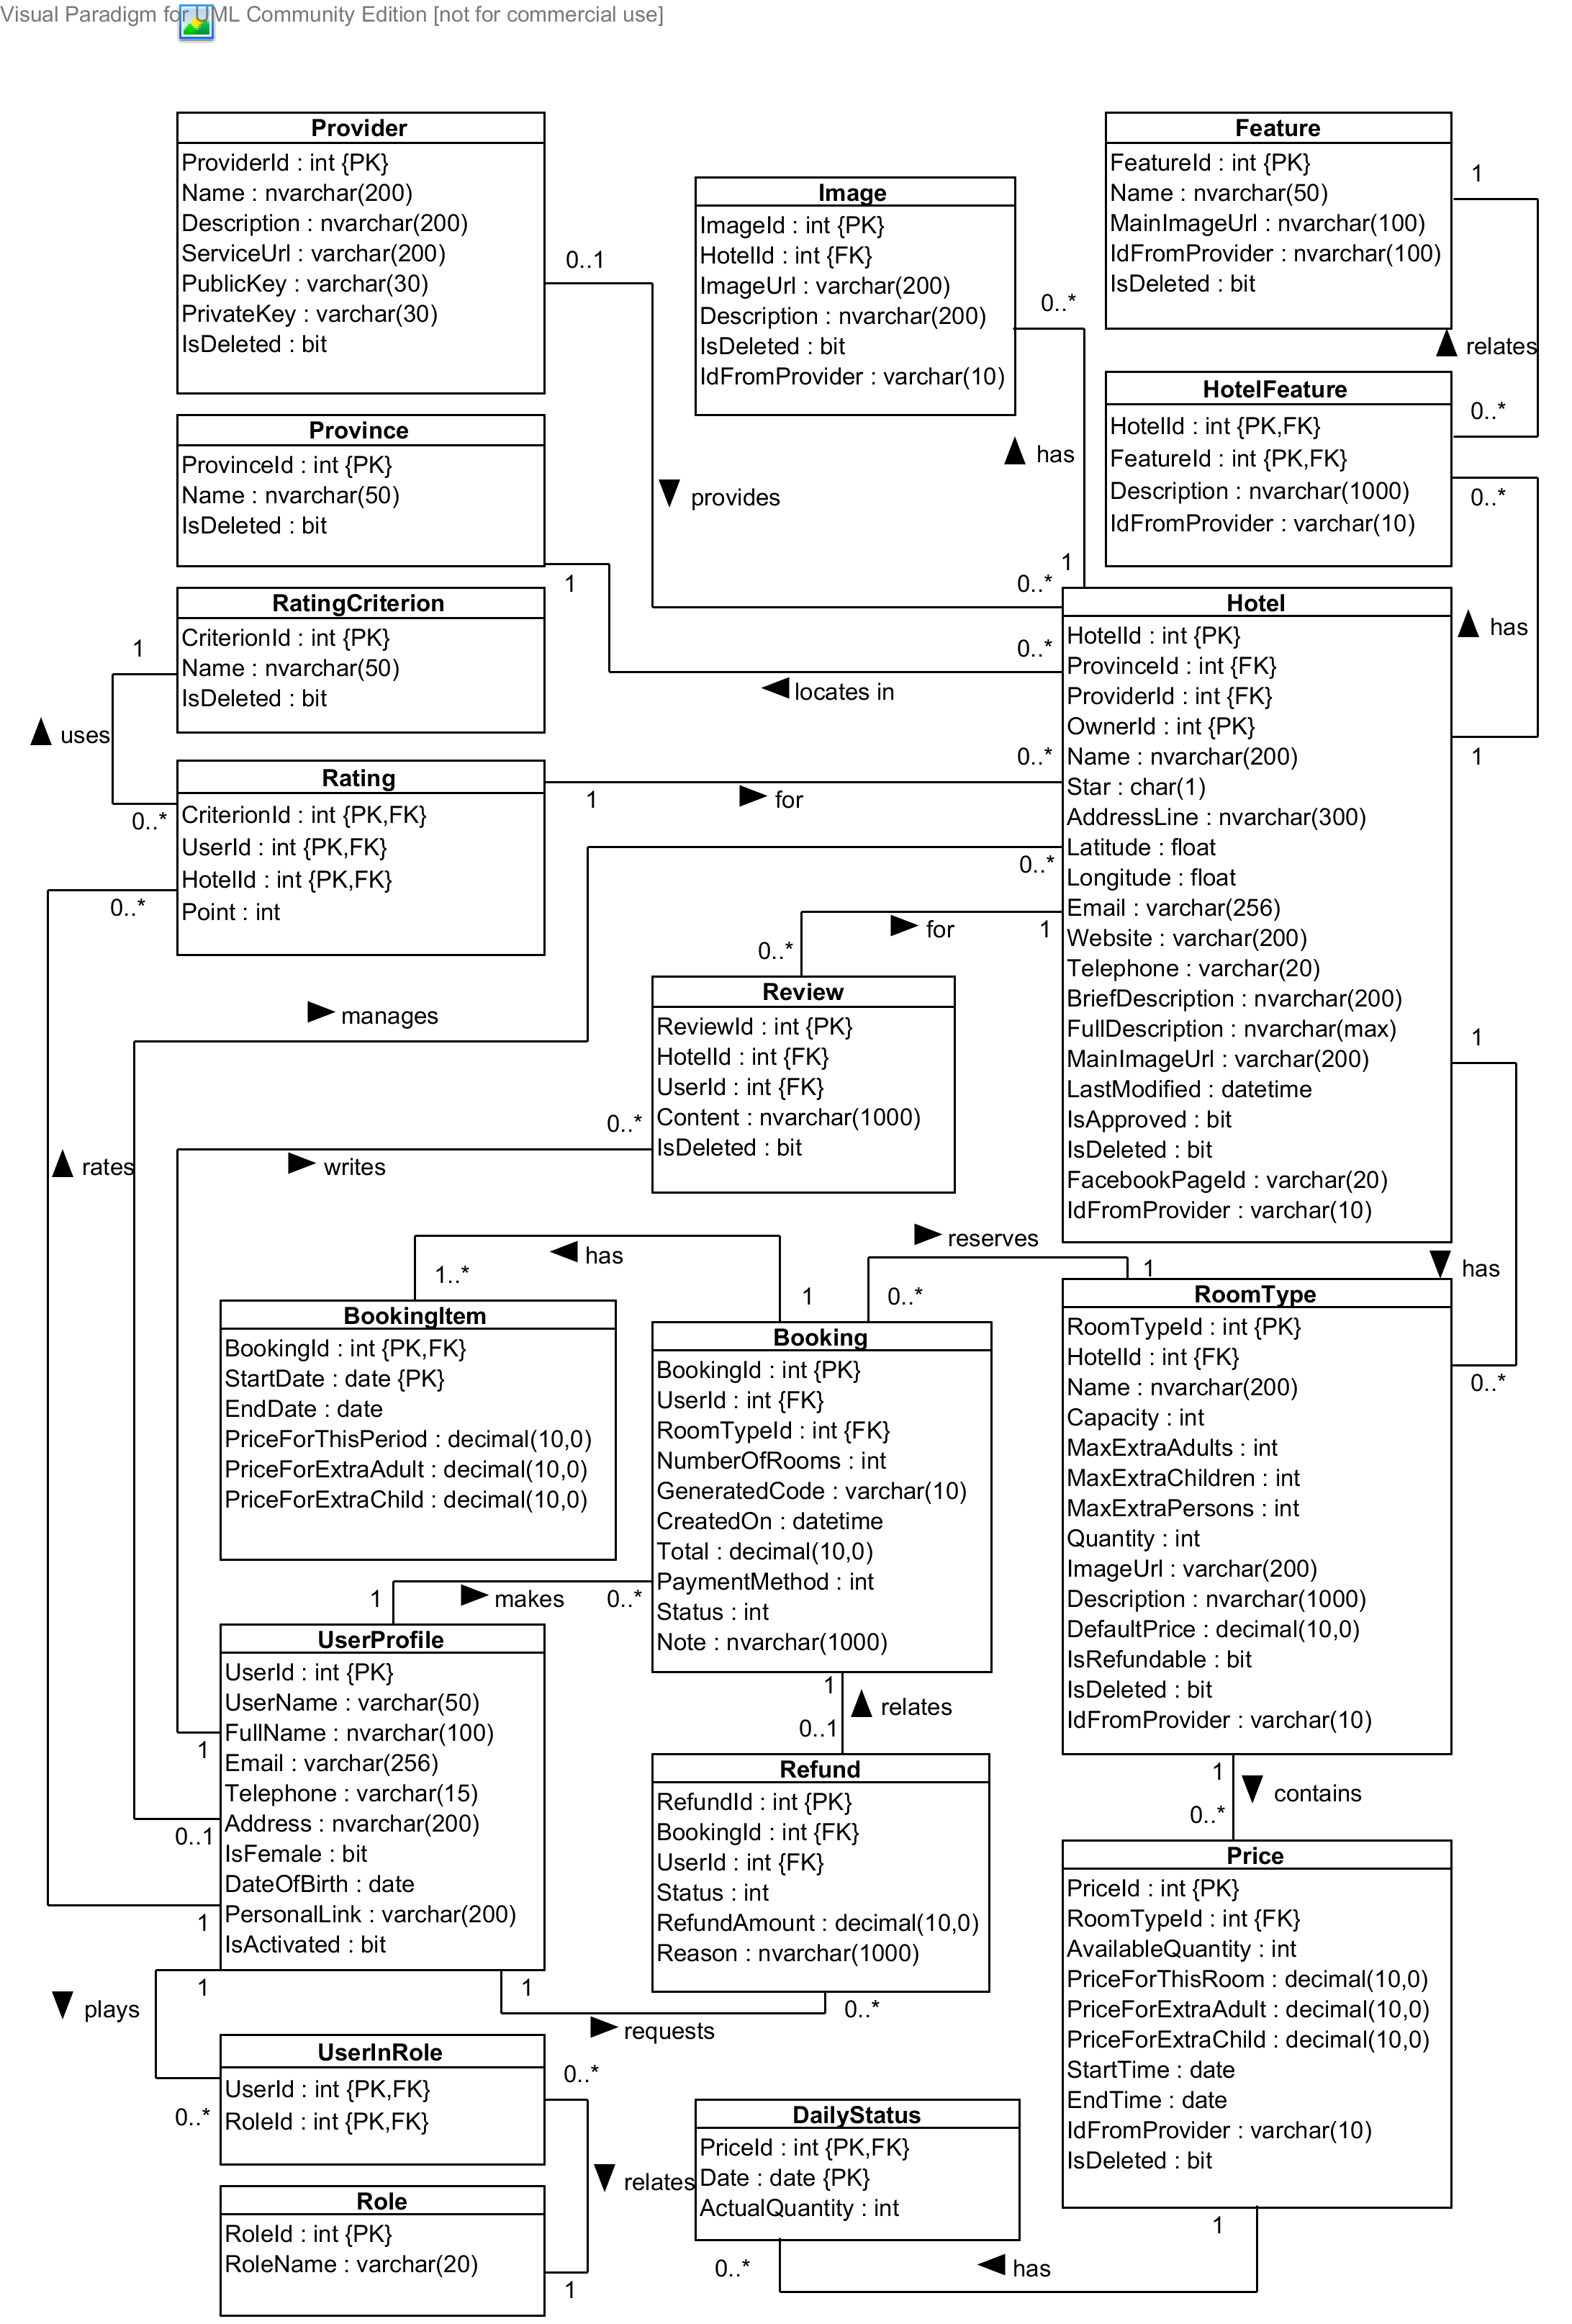 Visual Paradigm for UML Community Edition [not for commercial use]
Provider
ProviderId : int {PK}
Name : nvarchar(200)
Description : nvarchar(200)
ServiceUrl : varchar(200)
PublicKey : varchar(30)
PrivateKey : varchar(30)
IsDeleted : bit
0..1
provides
0..*
Image
ImageId : int {PK}
HotelId : int {FK}
ImageUrl : varchar(200)
Description : nvarchar(200)
IsDeleted : bit
IdFromProvider : varchar(10)
0..*
has
1
Feature
FeatureId : int {PK}
Name : nvarchar(50)
MainImageUrl : nvarchar(100)
IdFromProvider : nvarchar(100)
IsDeleted : bit
1
relates
0..*
HotelFeature
HotelId : int {PK,FK}
FeatureId : int {PK,FK}
Description : nvarchar(1000)
IdFromProvider : varchar(10)
0..*
has
1
Province
ProvinceId : int {PK}
Name : nvarchar(50)
IsDeleted : bit
1
locates in
0..*
RatingCriterion
CriterionId : int {PK}
Name : nvarchar(50)
IsDeleted : bit
1
uses
0..*
Rating
CriterionId : int {PK,FK}
UserId : int {PK,FK}
HotelId : int {PK,FK}
Point : int
1
for
0..*
0..*
rates
Hotel
HotelId : int {PK}
ProvinceId : int {FK}
ProviderId : int {FK}
OwnerId : int {PK}
Name : nvarchar(200)
Star : char(1)
AddressLine : nvarchar(300)
Latitude : float
Longitude : float
Email : varchar(256)
Website : varchar(200)
Telephone : varchar(20)
BriefDescription : nvarchar(200)
FullDescription : nvarchar(max)
MainImageUrl : varchar(200)
LastModified : datetime
IsApproved : bit
IsDeleted : bit
FacebookPageId : varchar(20)
IdFromProvider : varchar(10)
0..*
manages
1
for
0..*
Review
ReviewId : int {PK}
HotelId : int {FK}
UserId : int {FK}
Content : nvarchar(1000)
IsDeleted : bit
0..*
writes
1
has
0..*
has
1..*
1
reserves
0..*
1
BookingItem
BookingId : int {PK,FK}
StartDate : date {PK}
EndDate : date
PriceForThisPeriod : decimal(10,0)
PriceForExtraAdult : decimal(10,0)
PriceForExtraChild : decimal(10,0)
Booking
BookingId : int {PK}
UserId : int {FK}
RoomTypeId : int {FK}
NumberOfRooms : int
GeneratedCode : varchar(10)
CreatedOn : datetime
Total : decimal(10,0)
PaymentMethod : int
Status : int
Note : nvarchar(1000)
RoomType
RoomTypeId : int {PK}
HotelId : int {FK}
Name : nvarchar(200)
Capacity : int
MaxExtraAdults : int
MaxExtraChildren : int
MaxExtraPersons : int
Quantity : int
ImageUrl : varchar(200)
Description : nvarchar(1000)
DefaultPrice : decimal(10,0)
IsRefundable : bit
IsDeleted : bit
IdFromProvider : varchar(10)
1
makes
0..*
UserProfile
UserId : int {PK}
UserName : varchar(50)
FullName : nvarchar(100)
Email : varchar(256)
Telephone : varchar(15)
Address : nvarchar(200)
IsFemale : bit
DateOfBirth : date
PersonalLink : varchar(200)
IsActivated : bit
1
0..1
1
1
relates
0..1
Refund
RefundId : int {PK}
BookingId : int {FK}
UserId : int {FK}
Status : int
RefundAmount : decimal(10,0)
Reason : nvarchar(1000)
1
contains
0..*
Price
PriceId : int {PK}
RoomTypeId : int {FK}
AvailableQuantity : int
PriceForThisRoom : decimal(10,0)
PriceForExtraAdult : decimal(10,0)
PriceForExtraChild : decimal(10,0)
StartTime : date
EndTime : date
IdFromProvider : varchar(10)
IsDeleted : bit
1
plays
0..*
1
requests
0..*
UserInRole
UserId : int {PK,FK}
RoleId : int {PK,FK}
0..*
relates
1
Role
RoleId : int {PK}
RoleName : varchar(20)
DailyStatus
PriceId : int {PK,FK}
Date : date {PK}
ActualQuantity : int
0..*
has
1